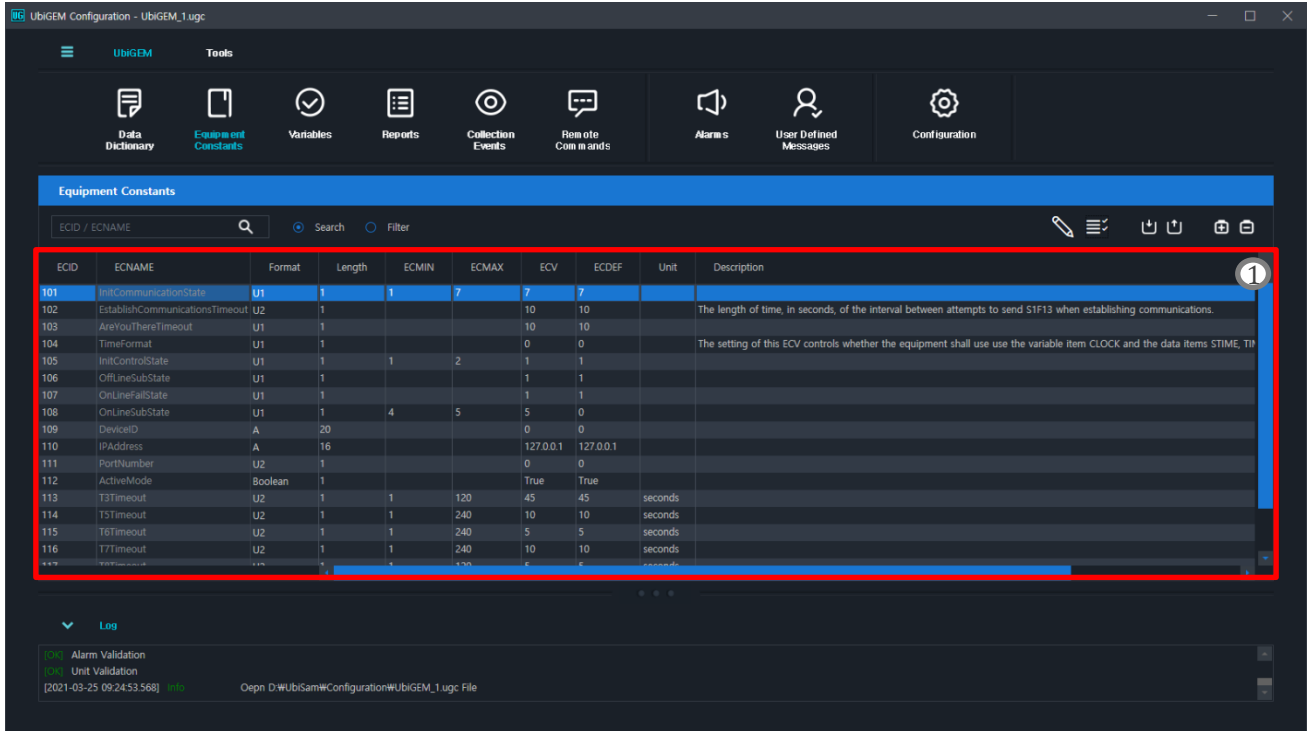 UG UbiGEM Configuration - UbiGEM_1.ugc
UbiGEM Tools
Data Dictionary
Equipment Constants
Variables
Reports
Collection Events
Remote Commands
Alarms
User Defined Messages
Configuration
Equipment Constants
ECID / ECNAME Search Filter
1
ECID ECNAME Format Length ECMIN ECMAX ECV ECDEF Unit Description
101 InitCommunicationState U1 1 1 7 7 7
102 EstablishCommunicationsTimeout U2 1 10 10 The length of time, in seconds, of the interval between attempts to send S1F13 when establishing communications.
103 AreYouThereTimeout U1 1 10 10
104 TimeFormat U1 1 0 0 The setting of this ECV controls whether the equipment shall use use the variable item CLOCK and the data items STIME, TIM
105 InitControlState U1 1 1 2 1 1
106 OffLineSubState U1 1 1 1
107 OnLineFailState U1 1 1 1
108 OnLineSubState U1 1 4 5 5 0
109 DeviceID A 20 0 0
110 IPAddress A 16 127.0.0.1 127.0.0.1
111 PortNumber U2 1 0 0
112 ActiveMode Boolean 1 True True
113 T3Timeout U2 1 1 120 45 45 seconds
114 T5Timeout U2 1 1 240 10 10 seconds
115 T6Timeout U2 1 1 240 5 5 seconds
116 T7Timeout U2 1 1 240 10 10 seconds
117 T8Timeout U2 1 1 120 5 5 seconds
Log
[OK] Alarm Validation
[OK] Unit Validation
[2021-03-25 09:24:53.568] Info Oepn D:₩UbiSam₩Configuration₩UbiGEM_1.ugc File